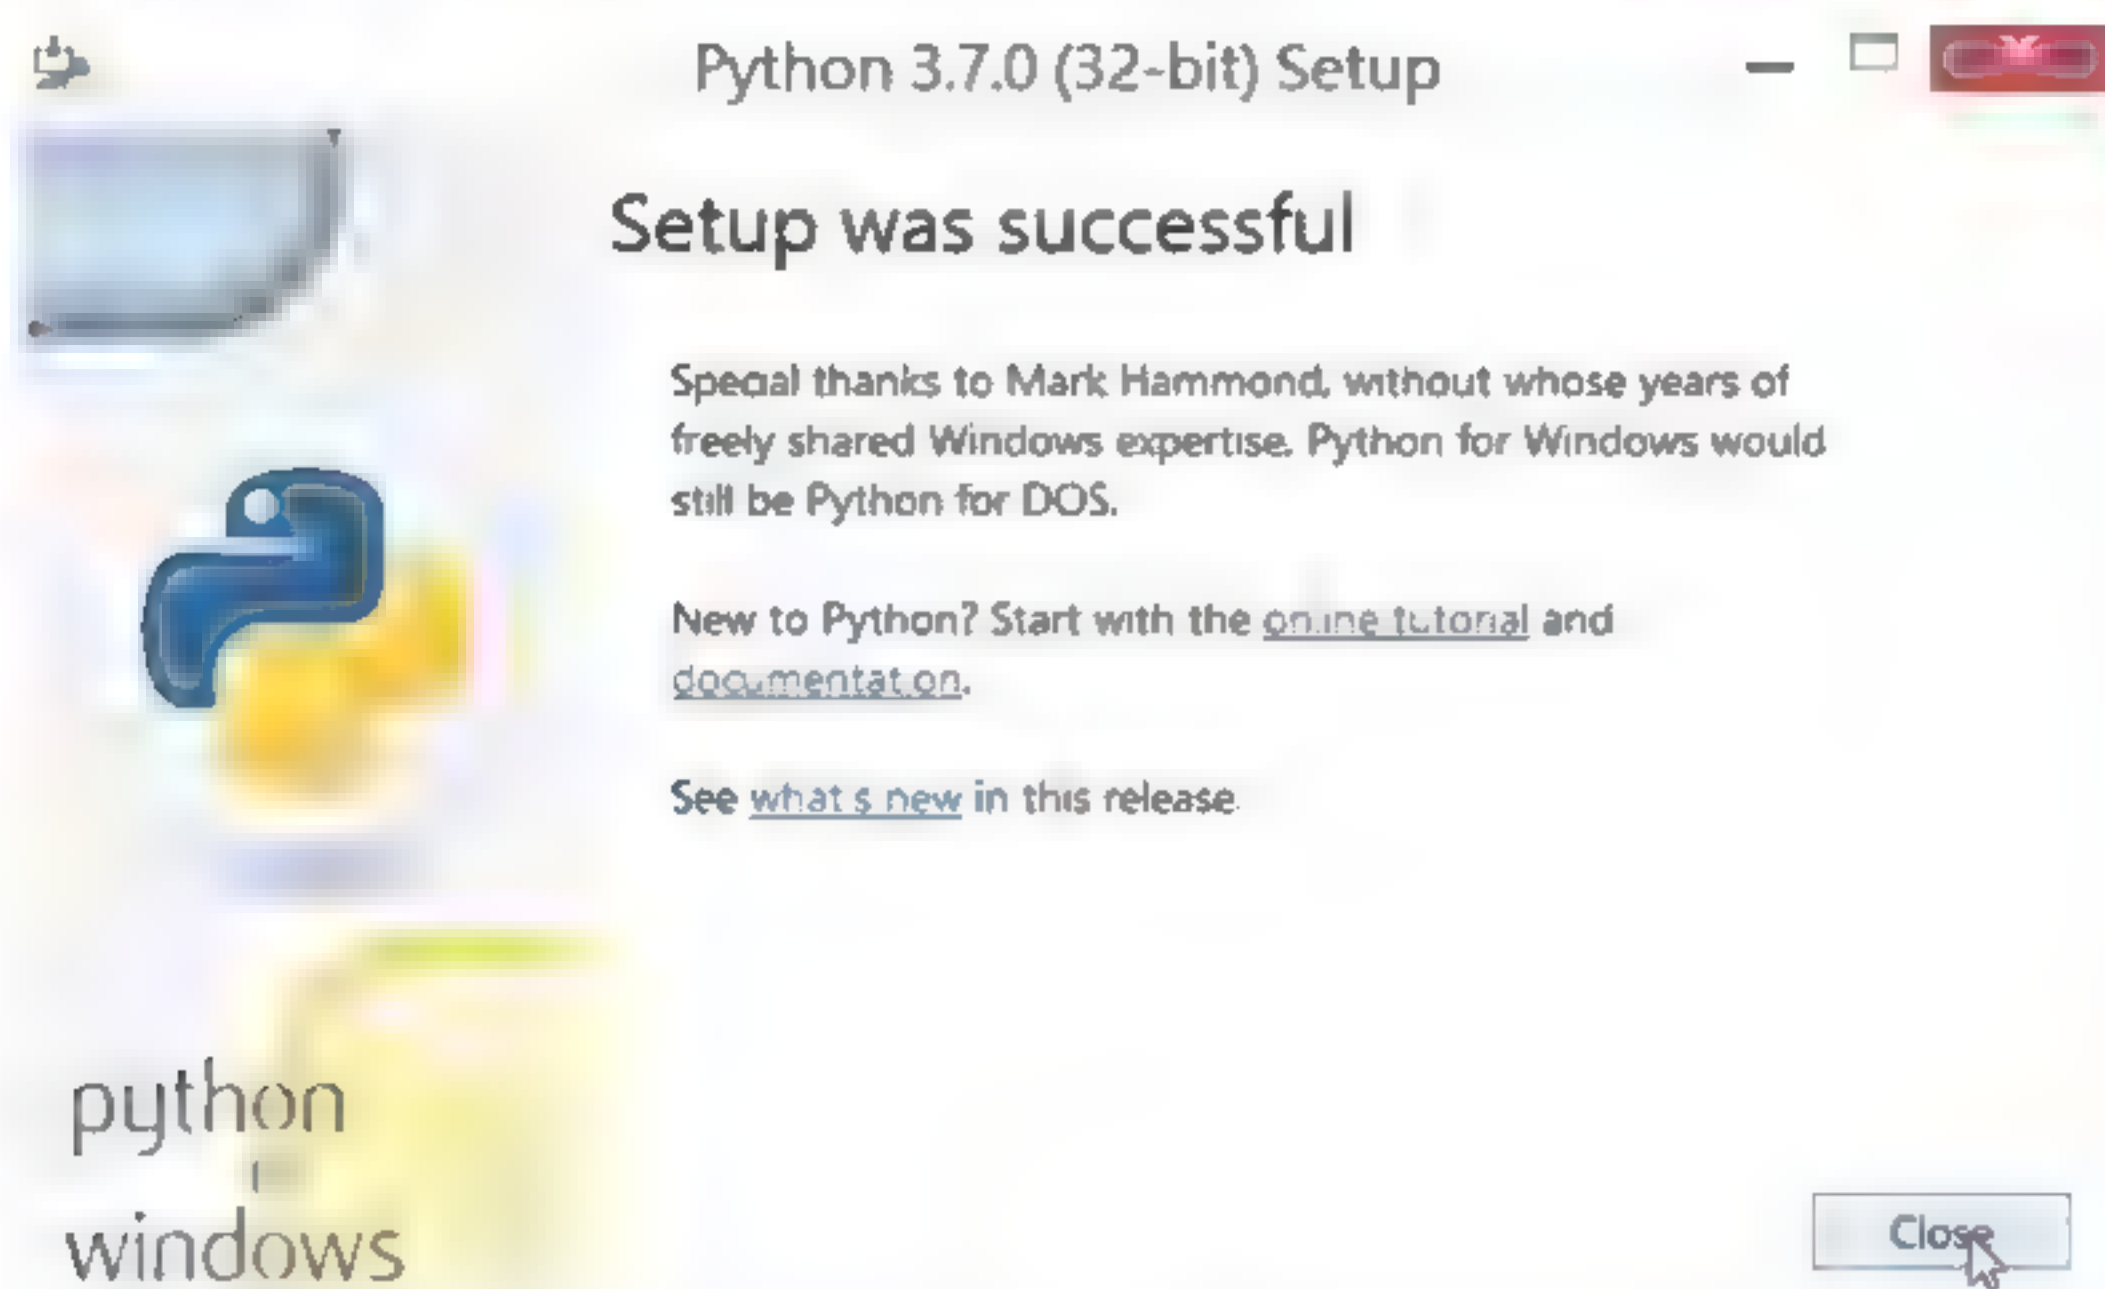 Python 3.7.0 (32-bit) Setup
Setup was successful
Special thanks to Mark Hammond, without whose years of
freely shared Windows expertise, Python for Windows would
still be Python for DOS.
New to Python? Start with the online tutorial and
documentation.
See what's new in this release.
python
windows
Close